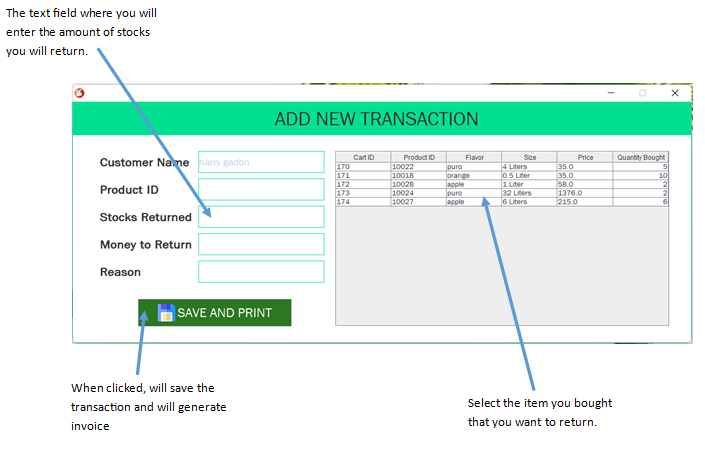 The text field where you will
enter the amount of stocks
you will return.
ADD NEW TRANSACTION
Customer Name harry gadon
Product ID
Stocks Returned
Money to Return
Reason
SAVE AND PRINT
Cart ID Product ID Flavor Size Price Quantity Bought
170 10022 puro 4 Liters 35.0 5
171 10018 orange 0.5 Liter 35.0 10
172 10028 apple 1 Liter 58.0 2
173 10024 puro 32 Liters 1376.0 2
174 10027 apple 6 Liters 215.0 6
When clicked, will save the
transaction and will generate
invoice
Select the item you bought
that you want to return.